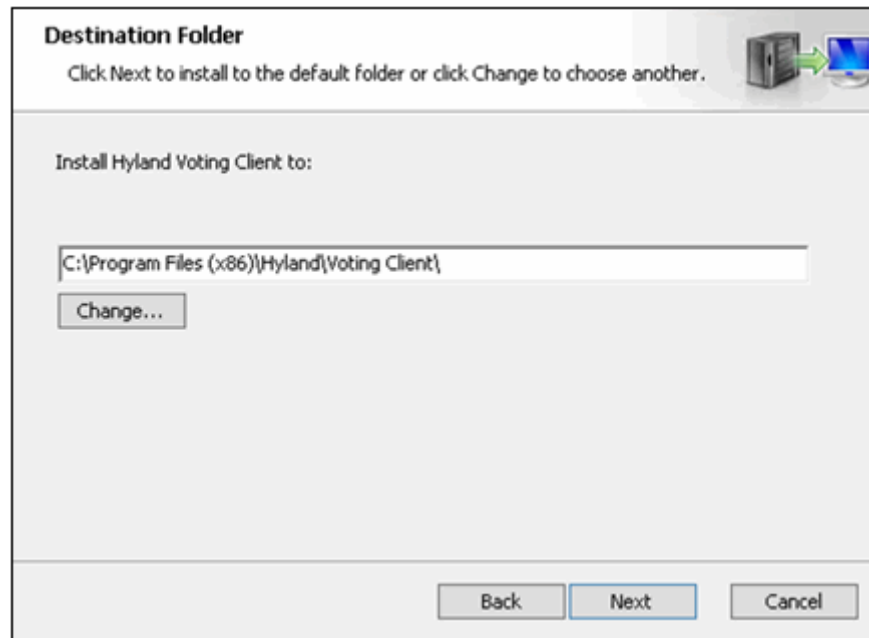 Destination Folder
Click Next to install to the default folder or click Change to choose another.
Install Hyland Voting Client to:
C:\Program Files (x86)\Hyland\Voting Client\
Change...
Back Next Cancel